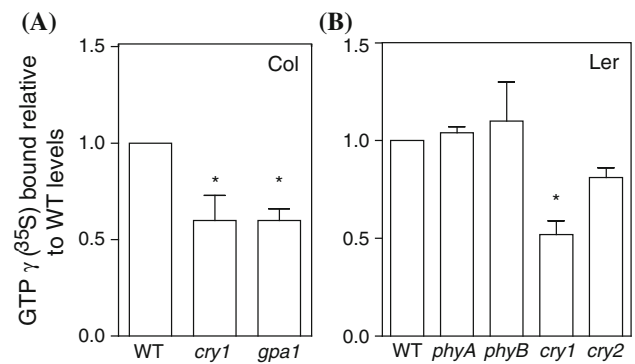 (A)
GTP γ (³⁵S) bound relative
to WT levels
1.5
1.0
0.5
0.0
Col
*
*
WT cry1 gpa1
(B)
1.5
1.0
0.5
0.0
Ler
*
WT phyA phyB cry1 cry2